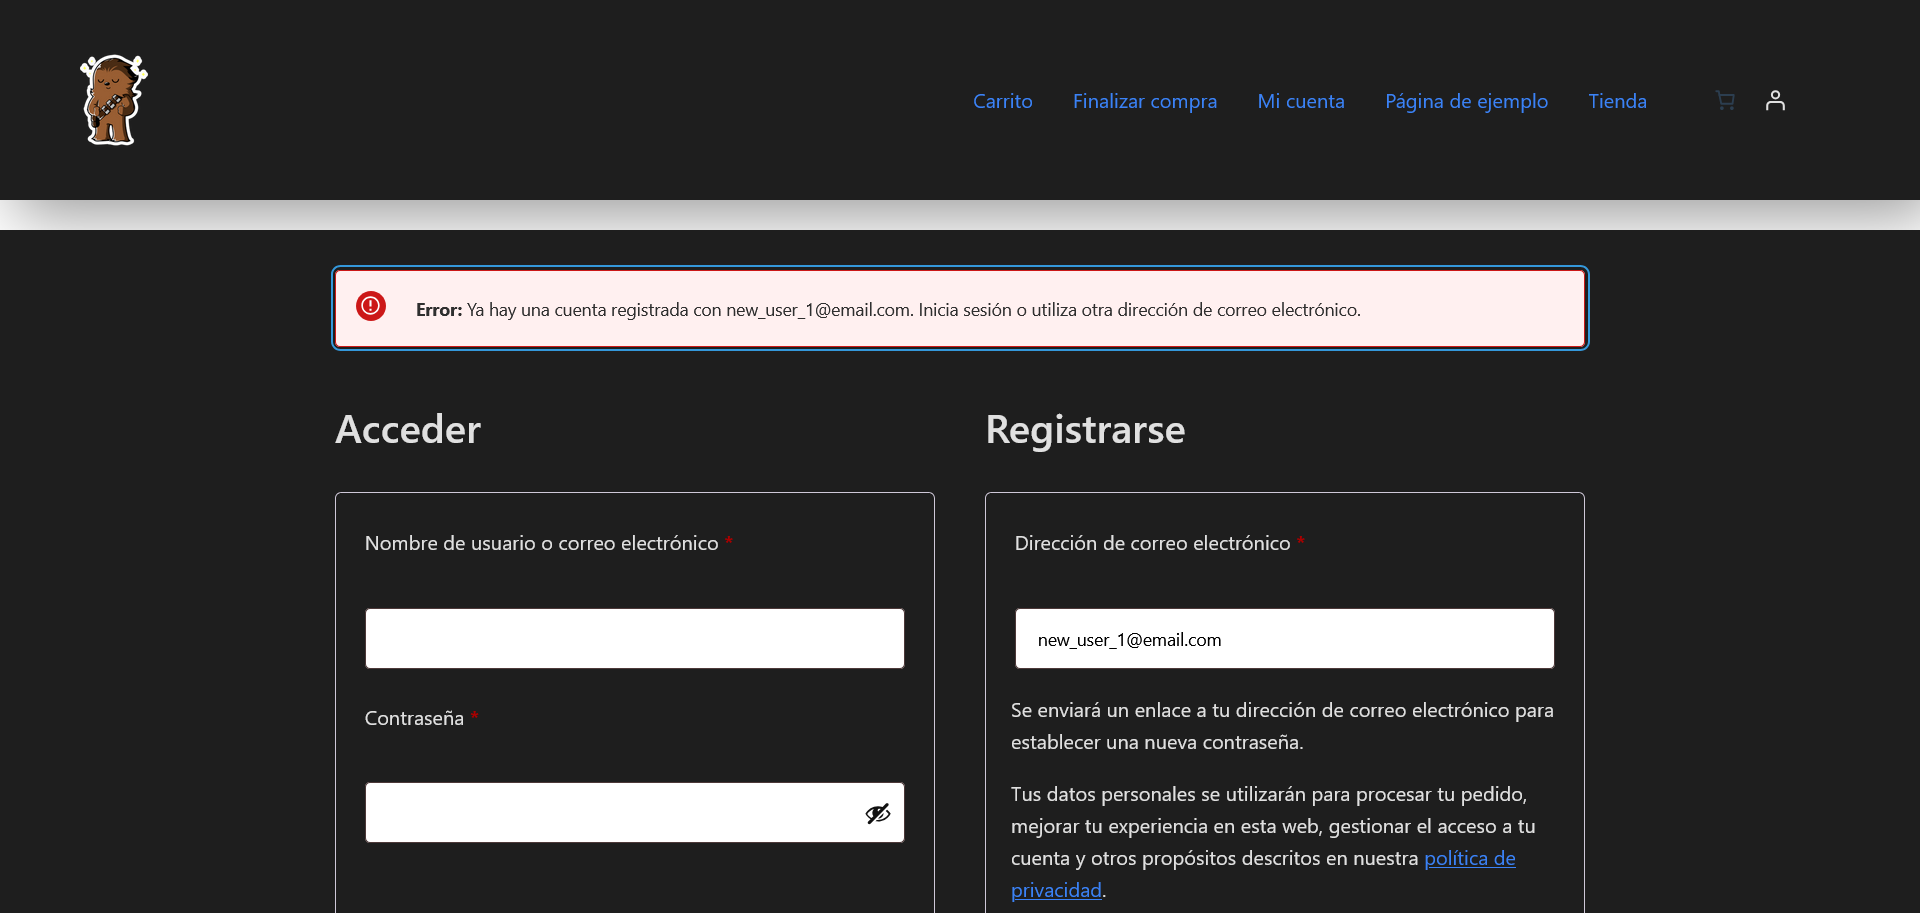 Carrito Finalizar compra Mi cuenta Página de ejemplo Tienda
Error: Ya hay una cuenta registrada con new_user_1@email.com. Inicia sesión o utiliza otra dirección de correo electrónico.
Acceder
Nombre de usuario o correo electrónico *
Contraseña *
Registrarse
Dirección de correo electrónico *
new_user_1@email.com
Se enviará un enlace a tu dirección de correo electrónico para
establecer una nueva contraseña.
Tus datos personales se utilizarán para procesar tu pedido,
mejorar tu experiencia en esta web, gestionar el acceso a tu
cuenta y otros propósitos descritos en nuestra política de
privacidad.